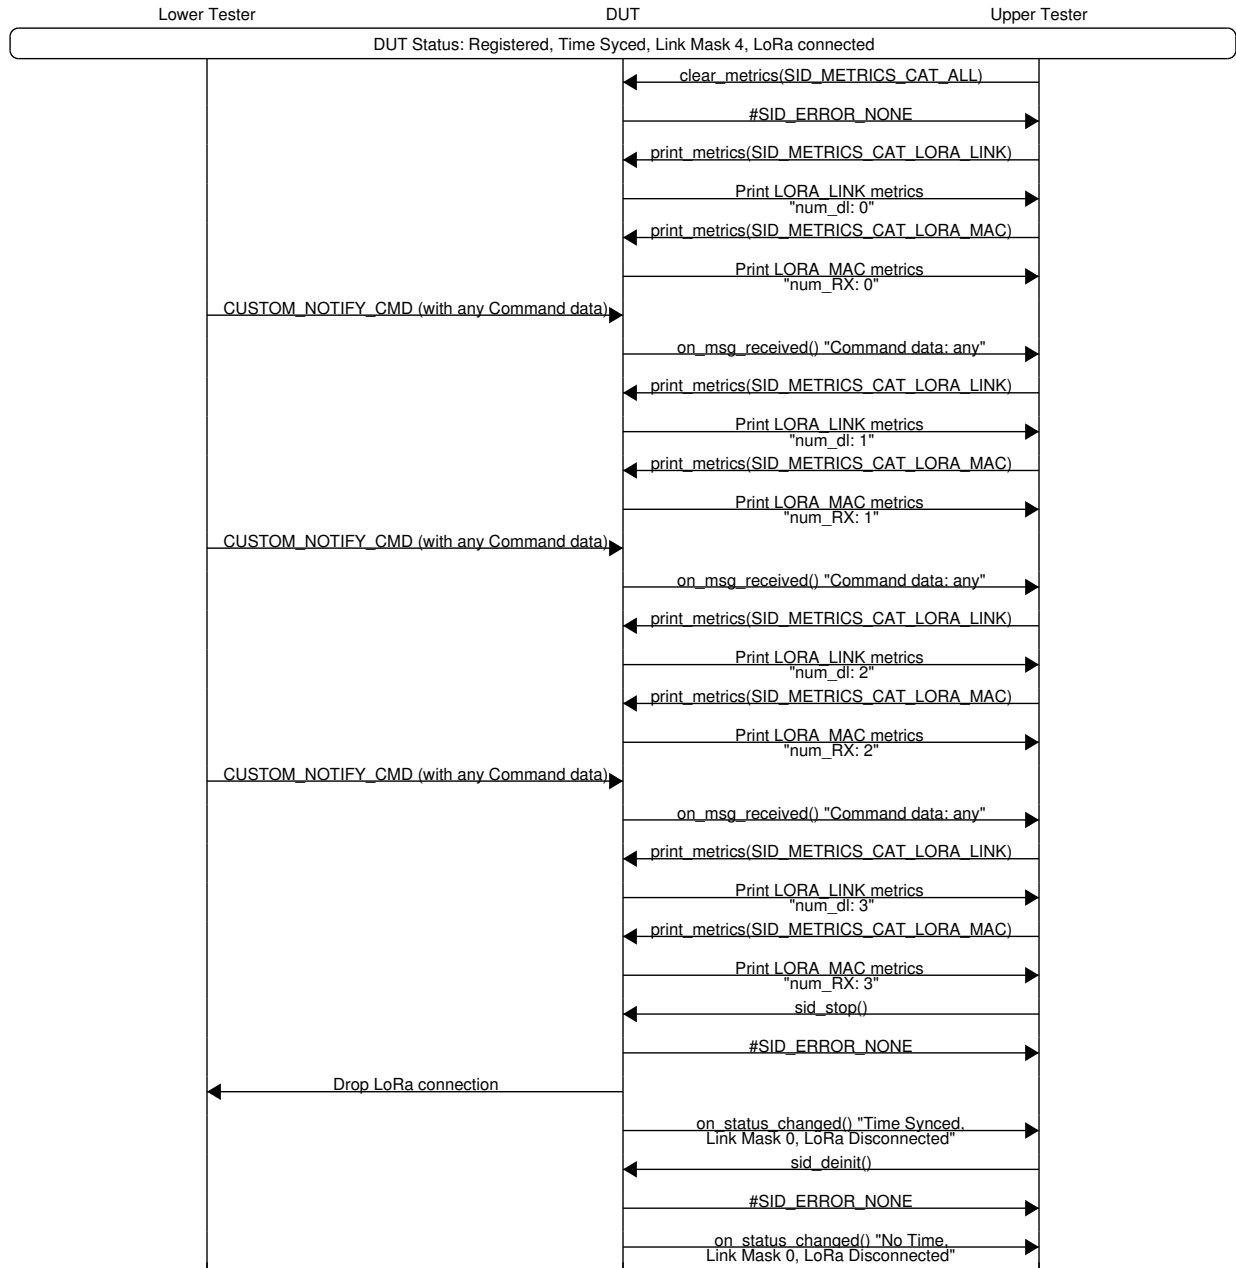 Lower Tester DUT Upper Tester
DUT Status: Registered, Time Syced, Link Mask 4, LoRa connected
clear_metrics(SID_METRICS_CAT_ALL)
#SID_ERROR_NONE
print_metrics(SID_METRICS_CAT_LORA_LINK)
Print LORA_LINK metrics
"num_dl: 0"
print_metrics(SID_METRICS_CAT_LORA_MAC)
Print LORA_MAC metrics
"num_RX: 0"
CUSTOM_NOTIFY_CMD (with any Command data)
on_msg_received() "Command data: any"
print_metrics(SID_METRICS_CAT_LORA_LINK)
Print LORA_LINK metrics
"num_dl: 1"
print_metrics(SID_METRICS_CAT_LORA_MAC)
Print LORA_MAC metrics
"num_RX: 1"
CUSTOM_NOTIFY_CMD (with any Command data)
on_msg_received() "Command data: any"
print_metrics(SID_METRICS_CAT_LORA_LINK)
Print LORA_LINK metrics
"num_dl: 2"
print_metrics(SID_METRICS_CAT_LORA_MAC)
Print LORA_MAC metrics
"num_RX: 2"
CUSTOM_NOTIFY_CMD (with any Command data)
on_msg_received() "Command data: any"
print_metrics(SID_METRICS_CAT_LORA_LINK)
Print LORA_LINK metrics
"num_dl: 3"
print_metrics(SID_METRICS_CAT_LORA_MAC)
Print LORA_MAC metrics
"num_RX: 3"
sid_stop()
#SID_ERROR_NONE
Drop LoRa connection
on_status_changed() "Time Synced,
Link Mask 0, LoRa Disconnected"
sid_deinit()
#SID_ERROR_NONE
on_status_changed() "No Time,
Link Mask 0, LoRa Disconnected"